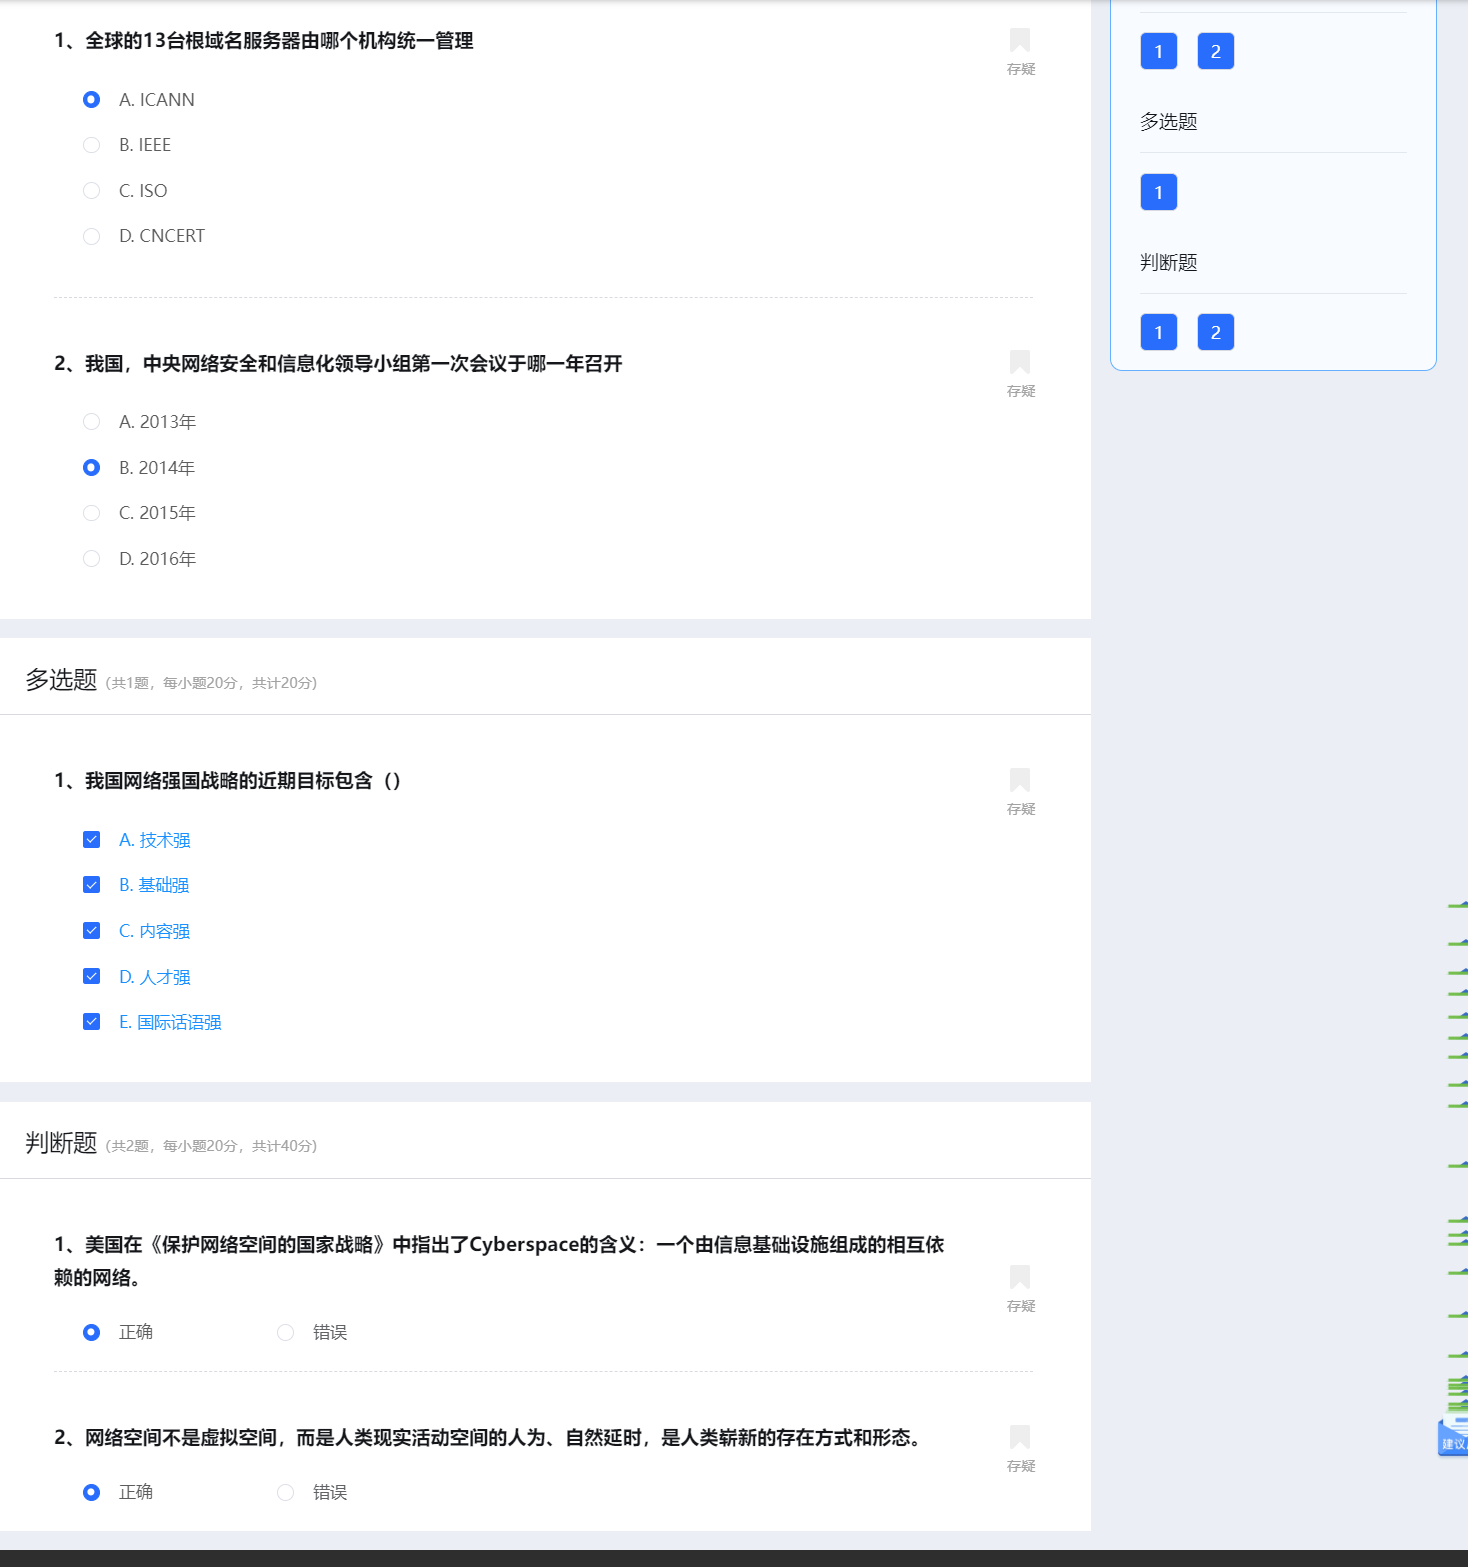 1、全球的13台根域名服务器由哪个机构统一管理
存疑
A. ICANN
B. IEEE
C. ISO
D. CNCERT
2、我国，中央网络安全和信息化领导小组第一次会议于哪一年召开
存疑
A. 2013年
B. 2014年
C. 2015年
D. 2016年
多选题 (共1题，每小题20分，共计20分)
1、我国网络强国战略的近期目标包含（）
存疑
A. 技术强
B. 基础强
C. 内容强
D. 人才强
E. 国际话语强
判断题 (共2题，每小题20分，共计40分)
1、美国在《保护网络空间的国家战略》中指出了Cyberspace的含义：一个由信息基础设施组成的相互依
赖的网络。
存疑
正确 错误
2、网络空间不是虚拟空间，而是人类现实活动空间的人为、自然延时，是人类崭新的存在方式和形态。
存疑
正确 错误
1 2
多选题
1
判断题
1 2
建议